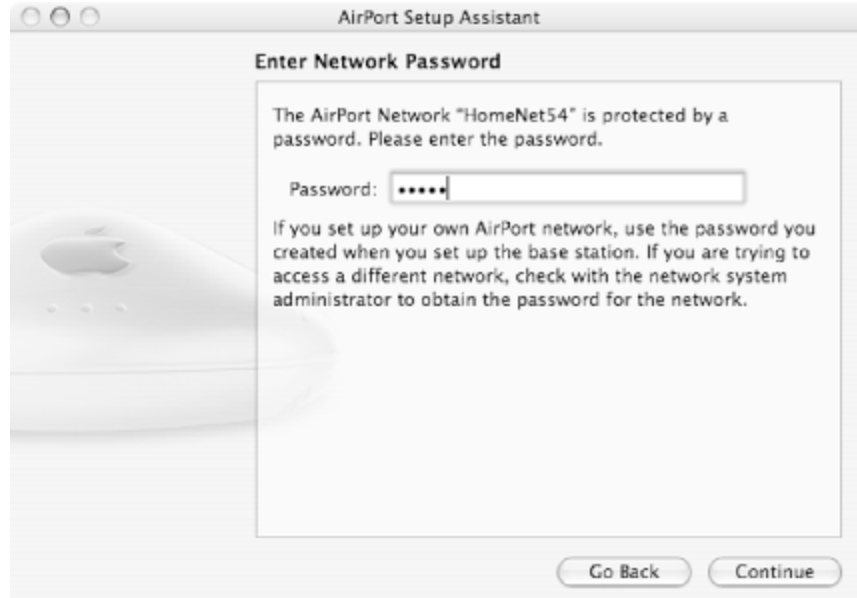 AirPort Setup Assistant
Enter Network Password
The AirPort Network “HomeNet54” is protected by a
password. Please enter the password.
Password: •••••
If you set up your own AirPort network, use the password you
created when you set up the base station. If you are trying to
access a different network, check with the network system
administrator to obtain the password for the network.
Go Back
Continue